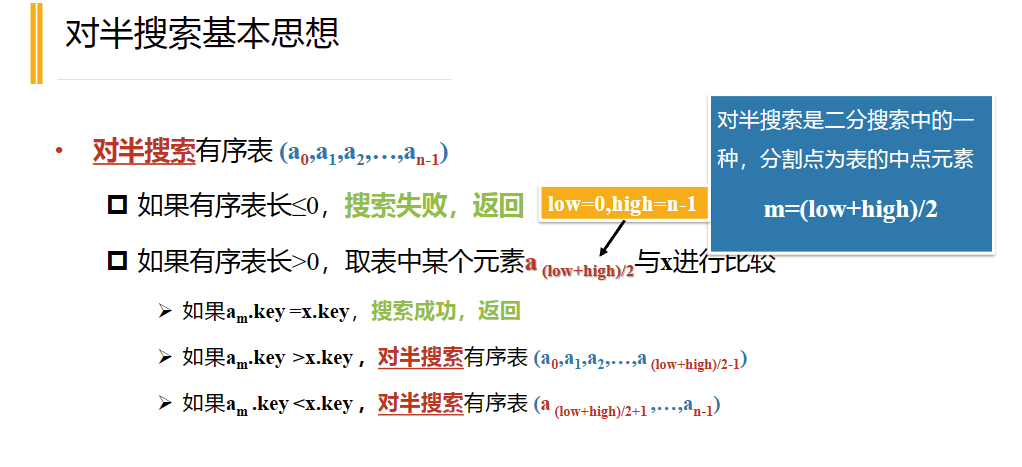 对半搜索基本思想
对半搜索是二分搜索中的一
种，分割点为表的中点元素
m=(low+high)/2
• 对半搜索有序表 (a0,a1,a2,…,an-1)
如果有序表长≤0，搜索失败，返回
low=0,high=n-1
如果有序表长>0，取表中某个元素a (low+high)/2与x进行比较
➢ 如果am.key =x.key，搜索成功，返回
➢ 如果am.key >x.key ，对半搜索有序表 (a0,a1,a2,…,a (low+high)/2-1)
➢ 如果am .key <x.key ，对半搜索有序表 (a (low+high)/2+1 ,…,an-1)